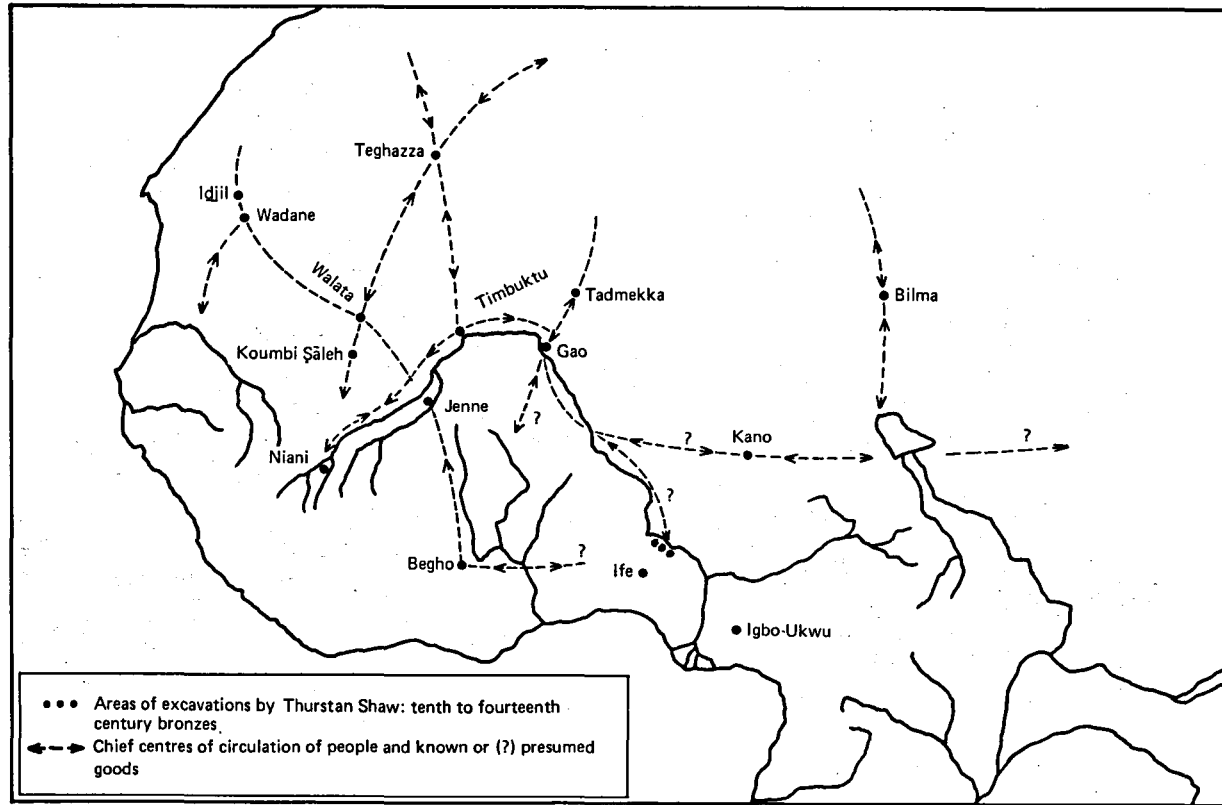 Teghazza
Idjil
Wadane
Walata
Timbuktu
Tadmekka
Bilma
Koumbi Ṣāleh
Gao
Jenne
?
Niani
?
Kano
?
?
Begho
?
Ife
Igbo-Ukwu
Areas of excavations by Thurstan Shaw: tenth to fourteenth
century bronzes
Chief centres of circulation of people and known or (?) presumed
goods